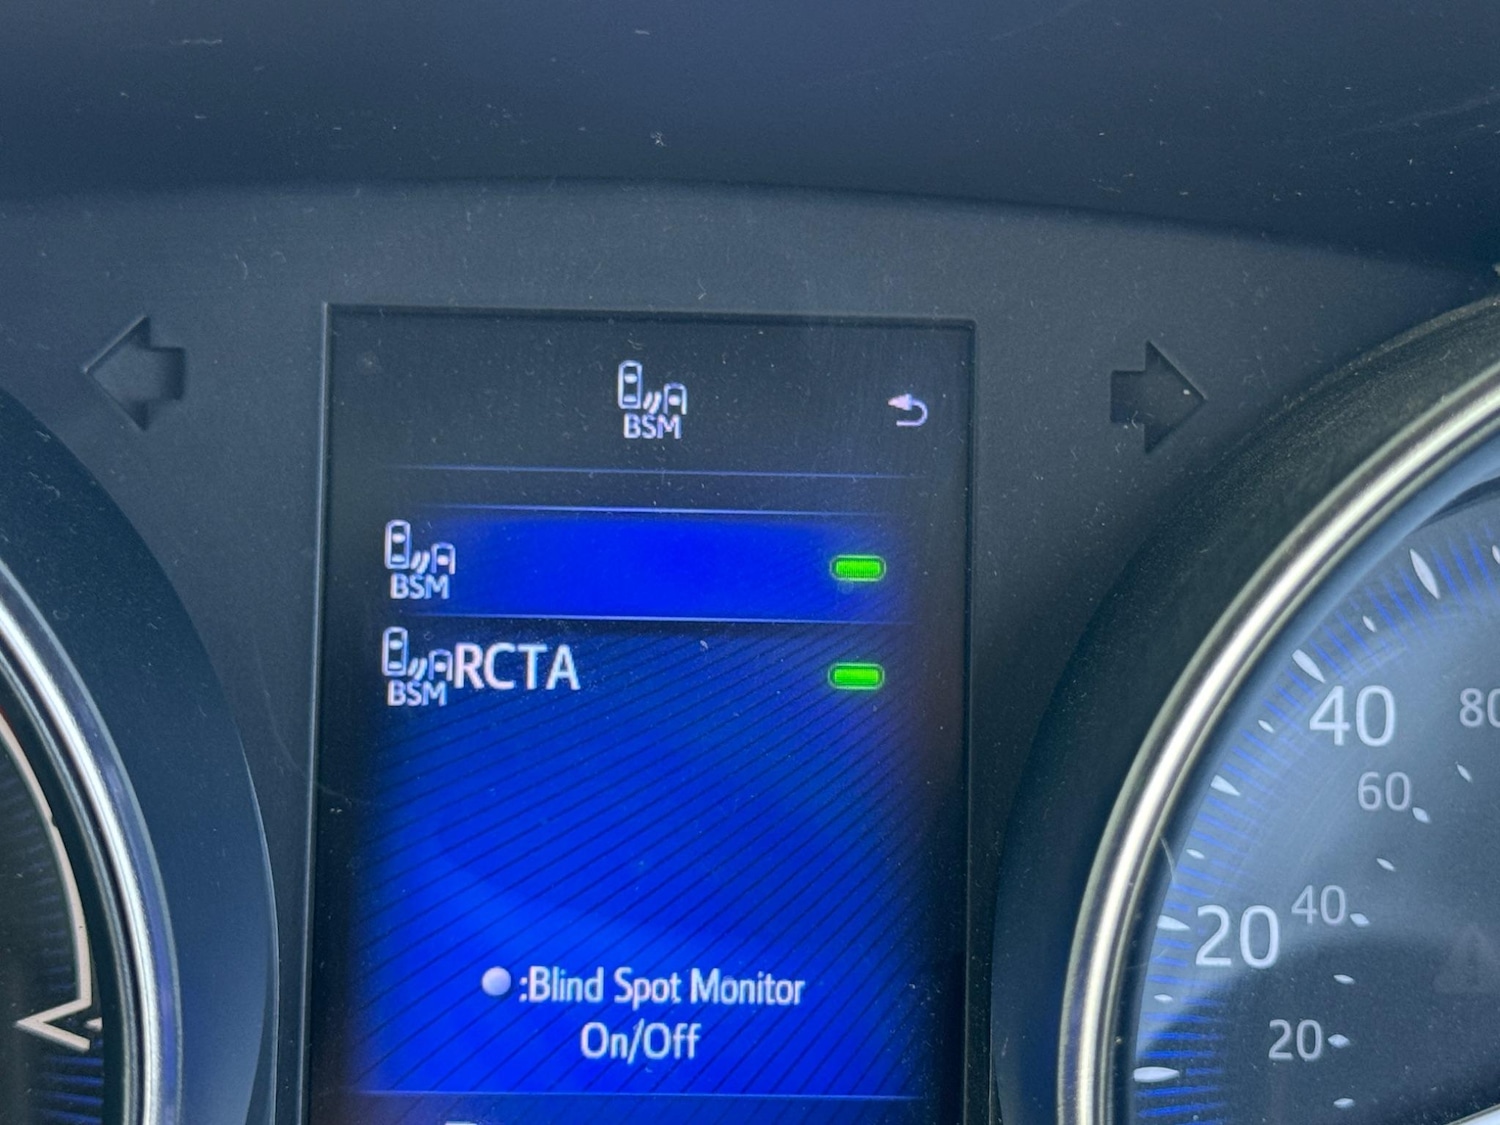 BSM
BSM
BSM RCTA
:Blind Spot Monitor
On/Off
40
80
60
20
40
20